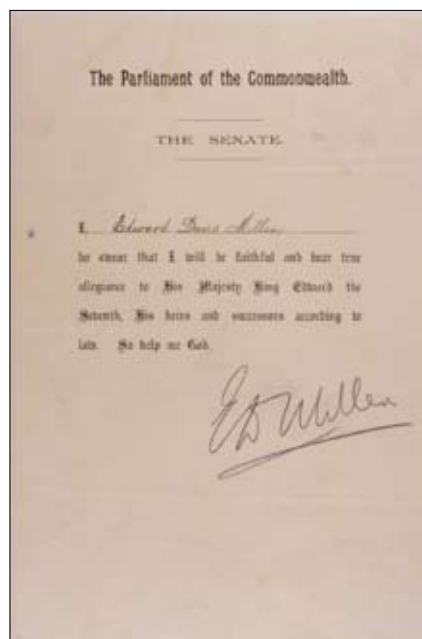 The Parliament of the Commonwealth.
THE SENATE.
I, Edward Davis Millen
do swear that I will be faithful and bear true
allegiance to His Majesty King Edward the
Seventh, His heirs and successors according to
law. So help me God.
E D Millen